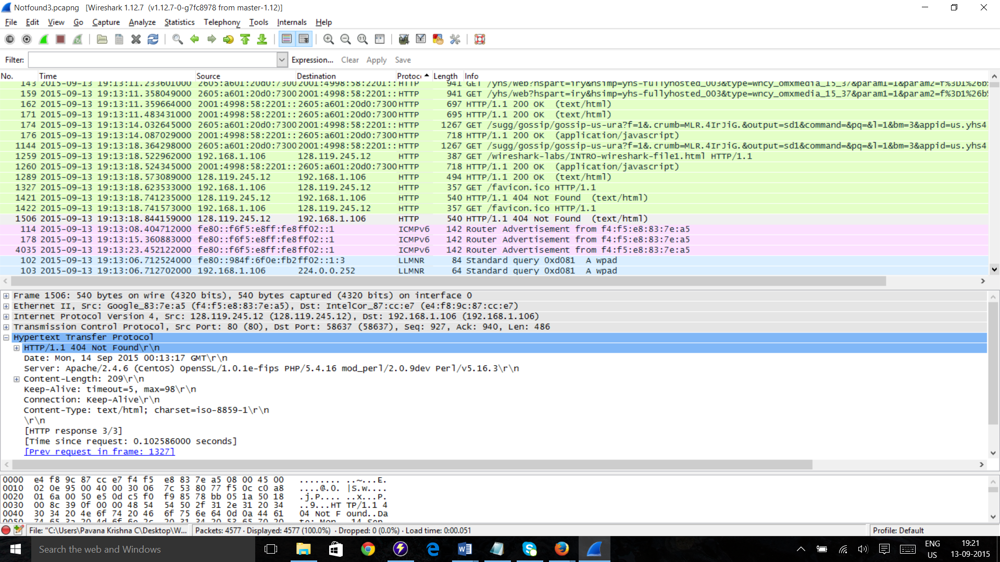 Notfound3.pcapng   [Wireshark 1.12.7  (v1.12.7-0-g7fc8978 from master-1.12)]
File Edit View Go Capture Analyze Statistics Telephony Tools Internals Help
Filter: Expression... Clear Apply Save
No. Time Source Destination Protoc Length Info
143 2015-09-13 19:13:11.233601000 2605:a601:20d0:7300 2001:4998:58:2201:: HTTP 941 GET /yhs/web?hspart=iry&hsimp=yhs-fullyhosted_003&type=wncy_omxmedia_15_37&param1=1&param2=f%3D1%26b
159 2015-09-13 19:13:11.358049000 2605:a601:20d0:7300 2001:4998:58:2201:: HTTP 941 GET /yhs/web?hspart=iry&hsimp=yhs-fullyhosted_003&type=wncy_omxmedia_15_37&param1=1&param2=f%3D1%26b
162 2015-09-13 19:13:11.359664000 2001:4998:58:2201:: 2605:a601:20d0:7300 HTTP 697 HTTP/1.1 200 OK  (text/html)
171 2015-09-13 19:13:11.483431000 2001:4998:58:2201:: 2605:a601:20d0:7300 HTTP 695 HTTP/1.1 200 OK  (text/html)
174 2015-09-13 19:13:14.032645000 2605:a601:20d0:7300 2001:4998:58:2201:: HTTP 1267 GET /sugg/gossip/gossip-us-ura?f=1&.crumb=MLR.4IrJiG.&output=sd1&command=&pq=&l=1&bm=3&appid=us.yhs4
176 2015-09-13 19:13:14.087029000 2001:4998:58:2201:: 2605:a601:20d0:7300 HTTP 718 HTTP/1.1 200 OK  (application/javascript)
1144 2015-09-13 19:13:18.364298000 2605:a601:20d0:7300 2001:4998:58:2201:: HTTP 1267 GET /sugg/gossip/gossip-us-ura?f=1&.crumb=MLR.4IrJiG.&output=sd1&command=&pq=&l=1&bm=3&appid=us.yhs4
1259 2015-09-13 19:13:18.522962000 192.168.1.106 128.119.245.12 HTTP 387 GET /wireshark-labs/INTRO-wireshark-file1.html HTTP/1.1
1260 2015-09-13 19:13:18.524345000 2001:4998:58:2201:: 2605:a601:20d0:7300 HTTP 718 HTTP/1.1 200 OK  (application/javascript)
1289 2015-09-13 19:13:18.573089000 128.119.245.12 192.168.1.106 HTTP 494 HTTP/1.1 200 OK  (text/html)
1327 2015-09-13 19:13:18.623533000 192.168.1.106 128.119.245.12 HTTP 357 GET /favicon.ico HTTP/1.1
1421 2015-09-13 19:13:18.741235000 128.119.245.12 192.168.1.106 HTTP 540 HTTP/1.1 404 Not Found  (text/html)
1422 2015-09-13 19:13:18.741573000 192.168.1.106 128.119.245.12 HTTP 357 GET /favicon.ico HTTP/1.1
1506 2015-09-13 19:13:18.844159000 128.119.245.12 192.168.1.106 HTTP 540 HTTP/1.1 404 Not Found  (text/html)
114 2015-09-13 19:13:08.404712000 fe80::f6f5:e8ff:fe8 ff02::1 ICMPv6 142 Router Advertisement from f4:f5:e8:83:7e:a5
178 2015-09-13 19:13:15.360883000 fe80::f6f5:e8ff:fe8 ff02::1 ICMPv6 142 Router Advertisement from f4:f5:e8:83:7e:a5
4035 2015-09-13 19:13:23.452122000 fe80::f6f5:e8ff:fe8 ff02::1 ICMPv6 142 Router Advertisement from f4:f5:e8:83:7e:a5
102 2015-09-13 19:13:06.712524000 fe80::984f:6f0e:fb2 ff02::1:3 LLMNR 84 Standard query 0xd081  A wpad
103 2015-09-13 19:13:06.712702000 192.168.1.106 224.0.0.252 LLMNR 64 Standard query 0xd081  A wpad
Frame 1506: 540 bytes on wire (4320 bits), 540 bytes captured (4320 bits) on interface 0
Ethernet II, Src: Google_83:7e:a5 (f4:f5:e8:83:7e:a5), Dst: IntelCor_87:cc:e7 (e4:f8:9c:87:cc:e7)
Internet Protocol Version 4, Src: 128.119.245.12 (128.119.245.12), Dst: 192.168.1.106 (192.168.1.106)
Transmission Control Protocol, Src Port: 80 (80), Dst Port: 58637 (58637), Seq: 927, Ack: 940, Len: 486
Hypertext Transfer Protocol
HTTP/1.1 404 Not Found\r\n
Date: Mon, 14 Sep 2015 00:13:17 GMT\r\n
Server: Apache/2.4.6 (CentOS) OpenSSL/1.0.1e-fips PHP/5.4.16 mod_perl/2.0.9dev Perl/v5.16.3\r\n
Content-Length: 209\r\n
Keep-Alive: timeout=5, max=98\r\n
Connection: Keep-Alive\r\n
Content-Type: text/html; charset=iso-8859-1\r\n
\r\n
[HTTP response 3/3]
[Time since request: 0.102586000 seconds]
[Prev request in frame: 1327]
0000  e4 f8 9c 87 cc e7 f4 f5  e8 83 7e a5 08 00 45 00   ........ ..~...E.
0010  02 0e 95 00 40 00 30 06  7c 53 80 77 f5 0c c0 a8   ....@.0. |S.w....
0020  01 6a 00 50 e5 0d c5 f0  f9 85 78 bb 05 1a 50 18   .j.P.... ..x...P.
0030  00 8c 39 0f 00 00 48 54  54 50 2f 31 2e 31 20 34   ..9...HT TP/1.1 4
0040  30 34 20 4e 6f 74 20 46  6f 75 6e 64 0d 0a 44 61   04 Not F ound..Da
0050  74 65 3a 20 4d 6f 6e 2c  20 31 34 20 53 65 70 20   te: Mon,  14 Sep
File: "C:\Users\Pavana Krishna C\Desktop\W... Packets: 4577 · Displayed: 4577 (100.0%)  · Dropped: 0 (0.0%) · Load time: 0:00.051 Profile: Default
Search the web and Windows
ENG
US
19:21
13-09-2015